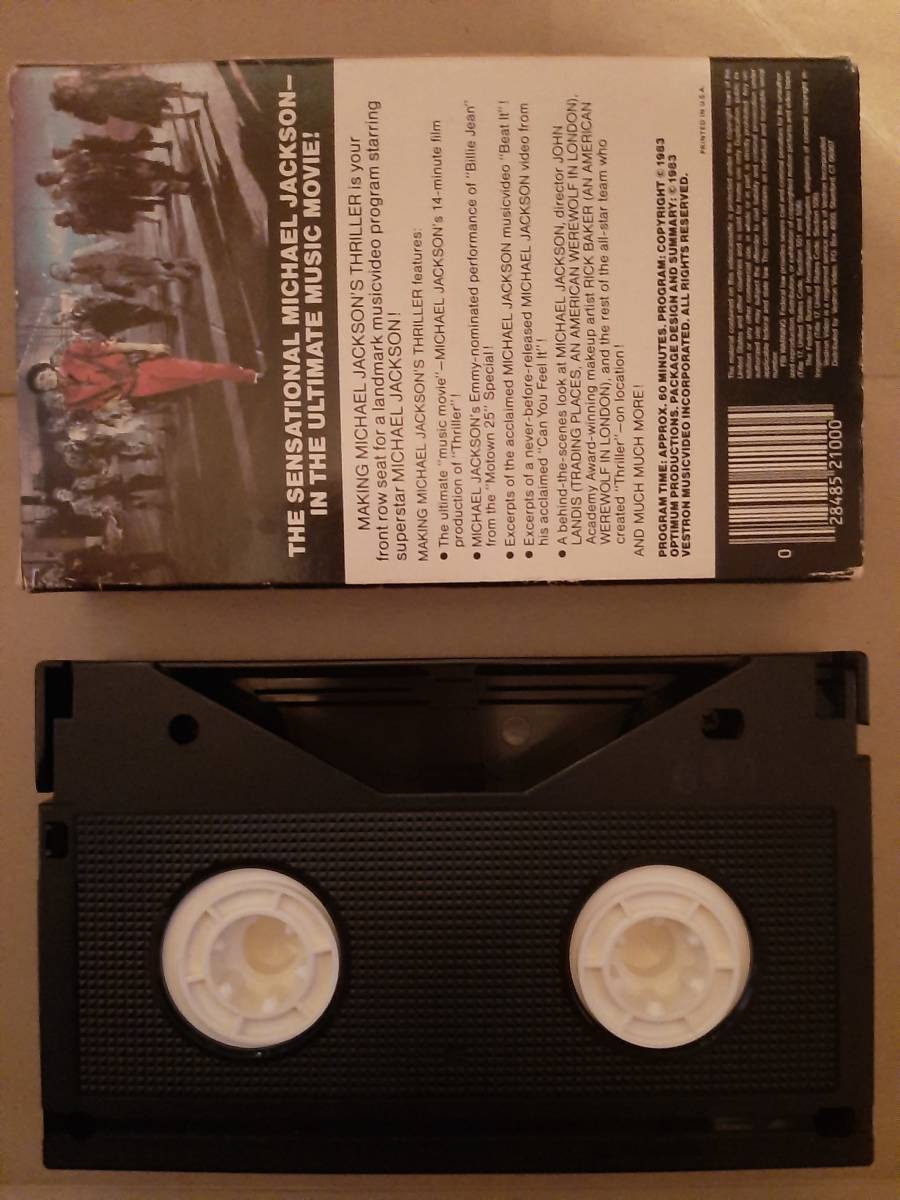 THE SENSATIONAL MICHAEL JACKSON—
IN THE ULTIMATE MUSIC MOVIE!
MAKING MICHAEL JACKSON'S THRILLER is your
front row seat for a landmark musicvideo program starring
superstar MICHAEL JACKSON!
MAKING MICHAEL JACKSON'S THRILLER features:
● The ultimate "music movie"—MICHAEL JACKSON's 14-minute film
production of "Thriller"!
● MICHAEL JACKSON's Emmy-nominated performance of "Billie Jean"
from the "Motown 25" Special!
● Excerpts of the acclaimed MICHAEL JACKSON musicvideo "Beat It"!
● Excerpts of a never-before-released MICHAEL JACKSON video from
his acclaimed "Can You Feel It"!
● A behind-the-scenes look at MICHAEL JACKSON, director JOHN
LANDIS (TRADING PLACES, AN AMERICAN WEREWOLF IN LONDON),
Academy Award-winning makeup artist RICK BAKER (AN AMERICAN
WEREWOLF IN LONDON), and the rest of the all-star team who
created "Thriller"—on location!
AND MUCH MUCH MORE!
PROGRAM TIME: APPROX. 60 MINUTES. PROGRAM: COPYRIGHT © 1983
OPTIMUM PRODUCTIONS. PACKAGE DESIGN AND SUMMARY: © 1983
VESTRON MUSICVIDEO INCORPORATED. ALL RIGHTS RESERVED.
PRINTED IN U.S.A.
0
28485 21000